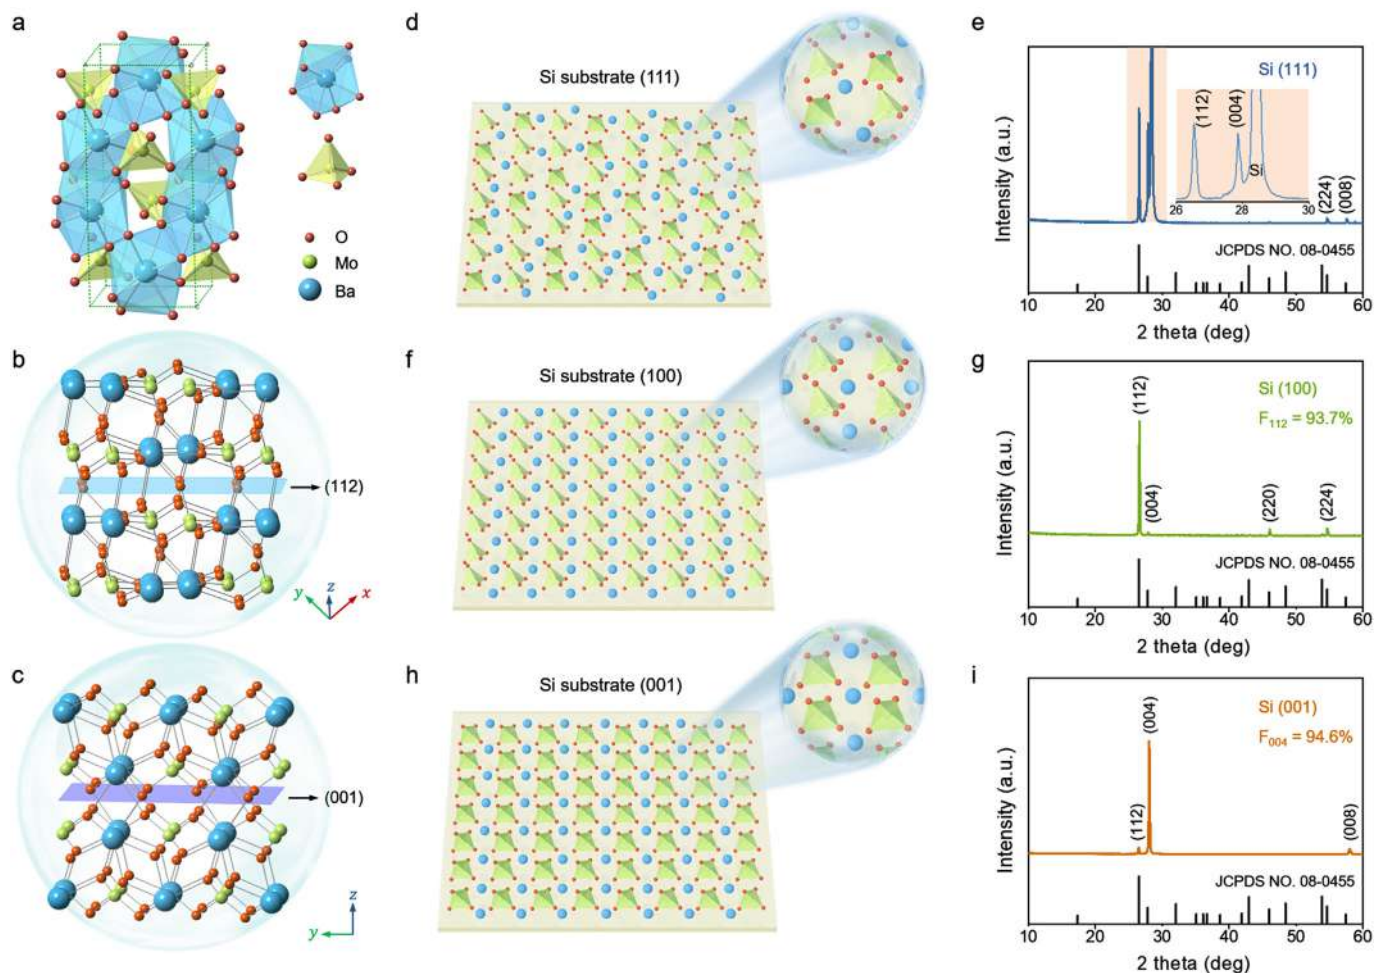 a
O
Mo
Ba
b
(112)
y
z
x
c
(001)
z
y
d
Si substrate (111)
f
Si substrate (100)
h
Si substrate (001)
e
Intensity (a.u.)
Si (111)
(112)
(004)
Si
26
28
30
(224)
(008)
JCPDS NO. 08-0455
10
20
30
40
50
60
2 theta (deg)
g
Intensity (a.u.)
Si (100)
F₁₁₂ = 93.7%
(112)
(004)
(220)
(224)
JCPDS NO. 08-0455
10
20
30
40
50
60
2 theta (deg)
i
Intensity (a.u.)
Si (001)
F₀₀₄ = 94.6%
(112)
(004)
(008)
JCPDS NO. 08-0455
10
20
30
40
50
60
2 theta (deg)